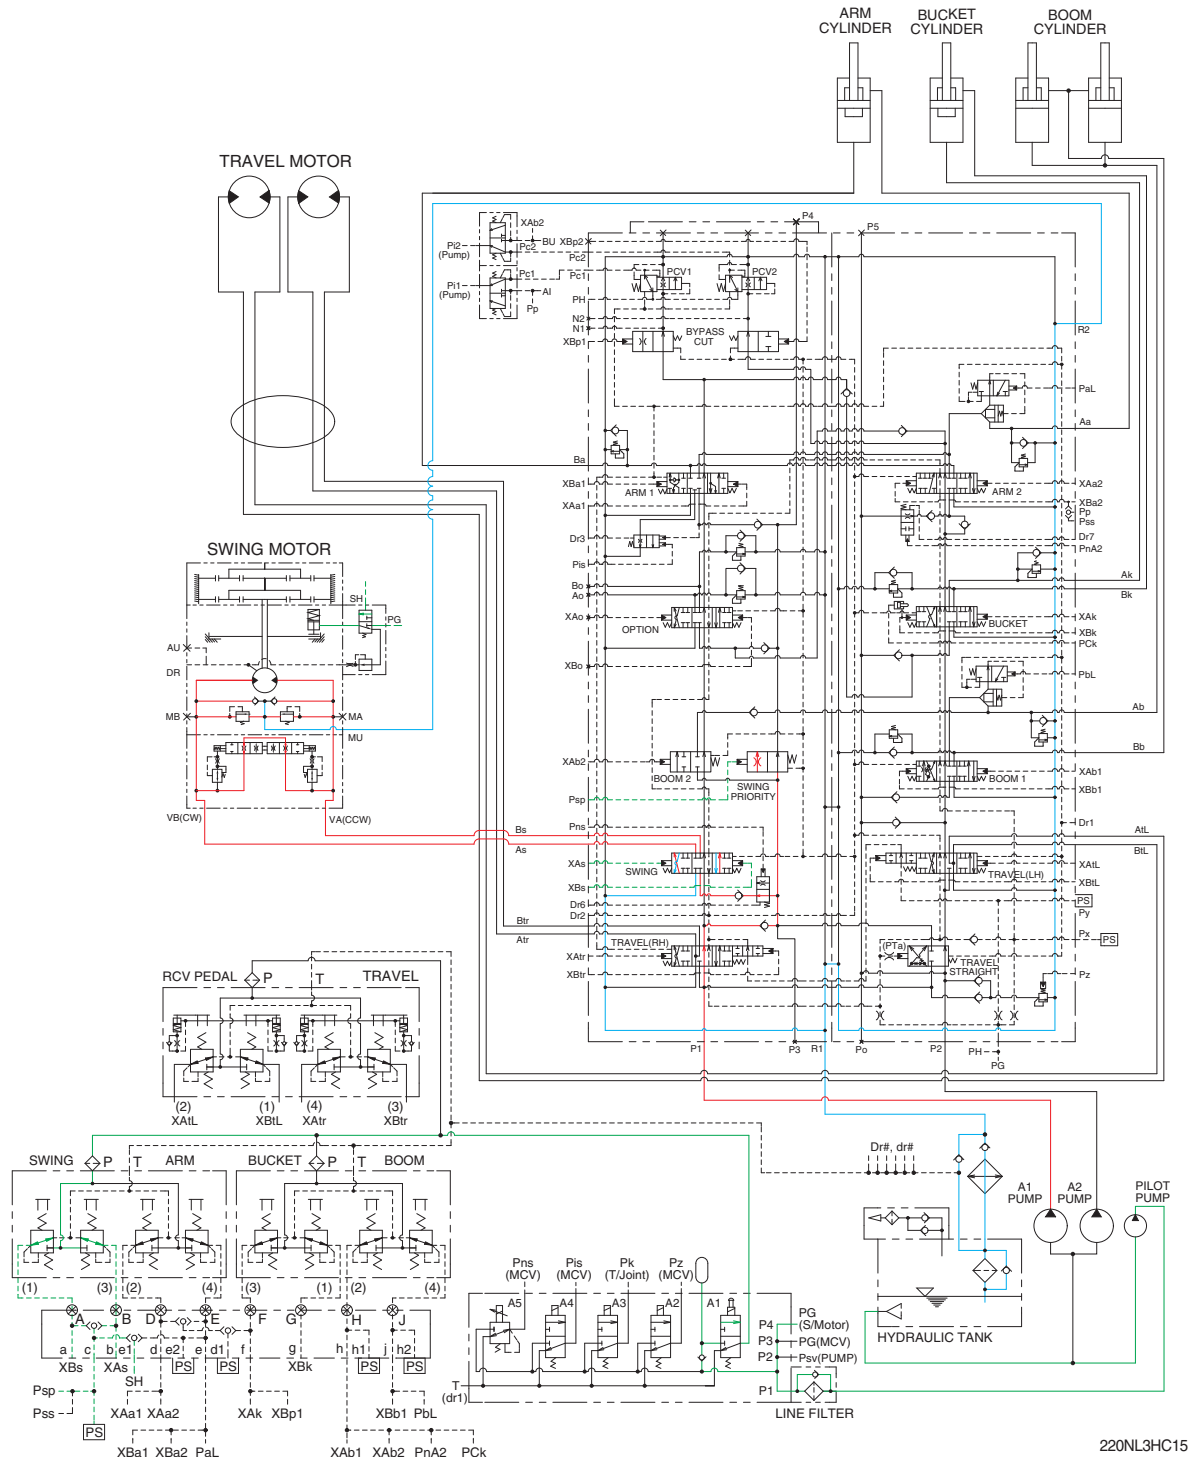 ARM CYLINDER
BUCKET CYLINDER
BOOM CYLINDER
TRAVEL MOTOR
XAb2
Pi2 (Pump)
BU
Pc2
XBp2
Pc2
P4
P5
Pc1
Pi1 (Pump)
AI
Pp
Pc1
PCV1
PCV2
PH
N2
N1
XBp1
BYPASS CUT
R2
PaL
Aa
Ba
XBa1
ARM 1
XAa1
XAa2
ARM 2
XBa2
Pp
Pss
Dr7
PnA2
Dr3
Pis
Bo
Ao
Ak
Bk
XAo
OPTION
XBo
BUCKET
XAk
XBk
PCk
PbL
Ab
Bb
SWING MOTOR
SH
PG
AU
DR
MB
MA
MU
VB(CW)
VA(CCW)
XAb2
BOOM 2
SWING PRIORITY
Psp
BOOM 1
XAb1
XBb1
Pns
Dr1
Bs
As
AtL
BtL
XAs
SWING
XBs
Dr6
Dr2
XAtL
TRAVEL(LH)
XBtL
PS
Py
Btr
Atr
TRAVEL(RH)
XAtr
XBtr
(PTa)
TRAVEL STRAIGHT
Px
PS
Pz
P1
P3
R1
Po
P2
PH
PG
RCV PEDAL
P
T
TRAVEL
(2)
XAtL
(1)
XBtL
(4)
XAtr
(3)
XBtr
SWING
P
T
ARM
BUCKET
P
T
BOOM
(1)
(3)
(2)
(4)
(3)
(1)
(2)
(4)
A
B
D
E
F
G
H
J
a
c
b
e1
d
e2
e
d1
f
g
h
h1
j
h2
PS
PS
PS
PS
XBs
XAs
SH
XBk
Psp
Pss
PS
XAa1
XAa2
XAk
XBp1
XBb1
PbL
XBa1
XBa2
PaL
XAb1
XAb2
PnA2
PCk
Dr#, dr#
A1 PUMP
A2 PUMP
PILOT PUMP
HYDRAULIC TANK
Pns (MCV)
Pis (MCV)
Pk (T/Joint)
Pz (MCV)
A5
A4
A3
A2
A1
PG (S/Motor)
P4
P3
PG(MCV)
P2
Psv(PUMP)
P1
T (dr1)
LINE FILTER
220NL3HC15